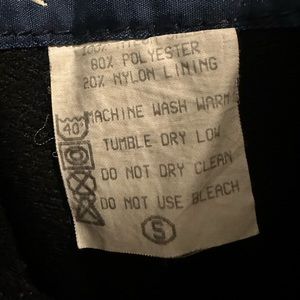 100%
80% POLYESTER
20% NYLON LINING
MACHINE WASH WARM
40°
TUMBLE DRY LOW
DO NOT DRY CLEAN
DO NOT USE BLEACH
S